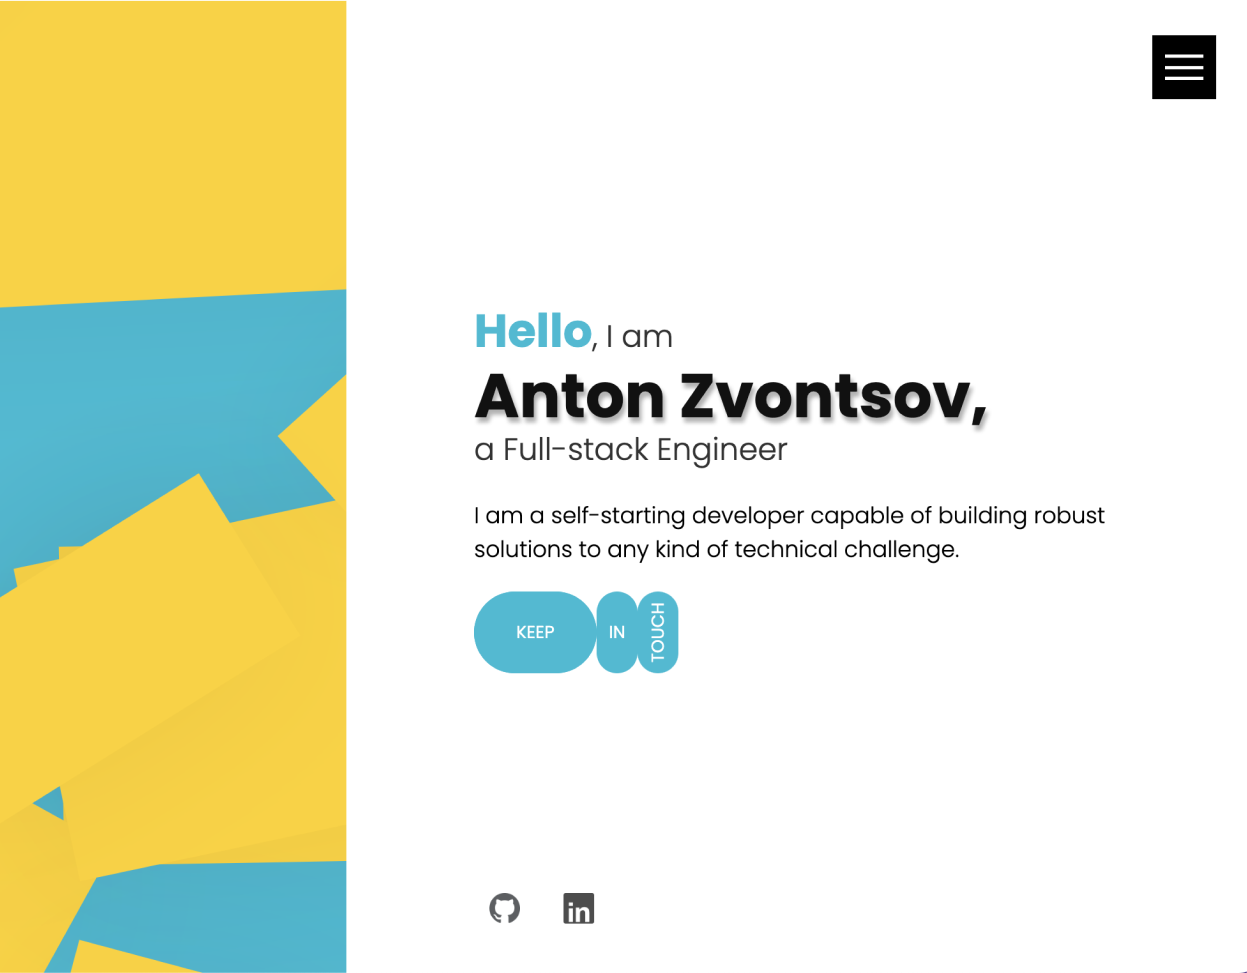 Hello, I am
Anton Zvontsov,
a Full-stack Engineer
I am a self-starting developer capable of building robust
solutions to any kind of technical challenge.
KEEP IN TOUCH
in